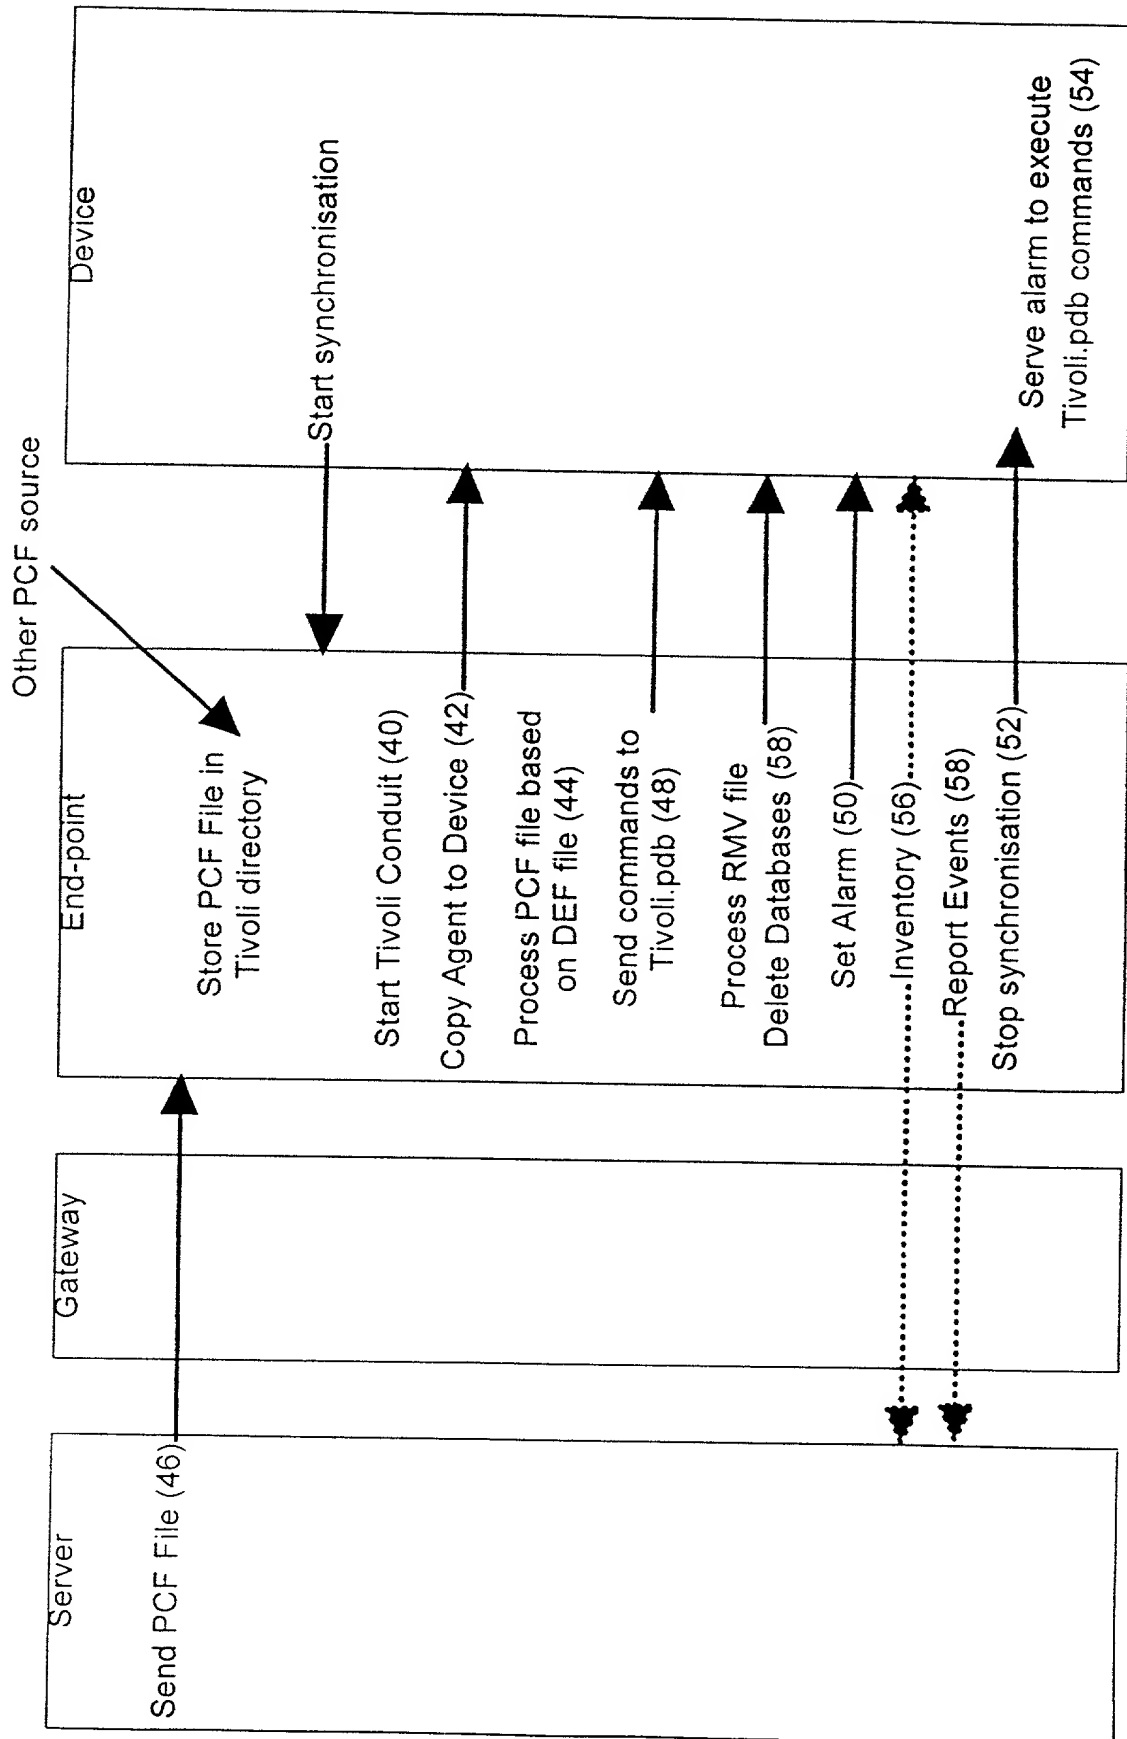 Other PCF source
Server
Gateway
End-point
Device
Send PCF File (46)
Store PCF File in
Tivoli directory
Start synchronisation
Start Tivoli Conduit (40)
Copy Agent to Device (42)
Process PCF file based
on DEF file (44)
Send commands to
Tivoli.pdb (48)
Process RMV file
Delete Databases (58)
Set Alarm (50)
Inventory (56)
Report Events (58)
Stop synchronisation (52)
Serve alarm to execute
Tivoli.pdb commands (54)